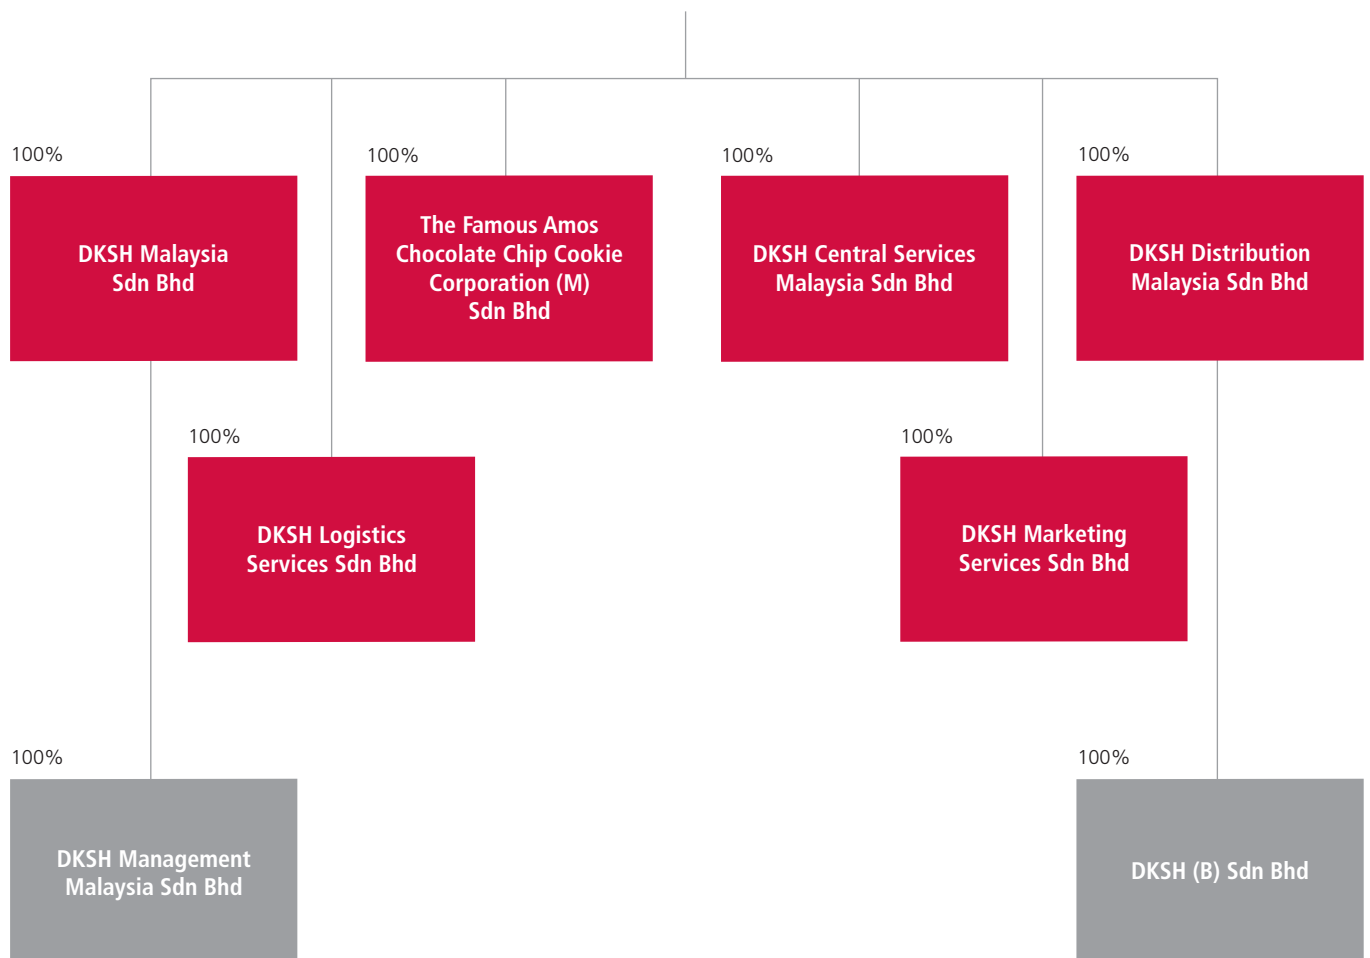 100%
DKSH Malaysia
Sdn Bhd
100%
The Famous Amos
Chocolate Chip Cookie
Corporation (M)
Sdn Bhd
100%
DKSH Central Services
Malaysia Sdn Bhd
100%
DKSH Distribution
Malaysia Sdn Bhd
100%
DKSH Logistics
Services Sdn Bhd
100%
DKSH Marketing
Services Sdn Bhd
100%
DKSH Management
Malaysia Sdn Bhd
100%
DKSH (B) Sdn Bhd